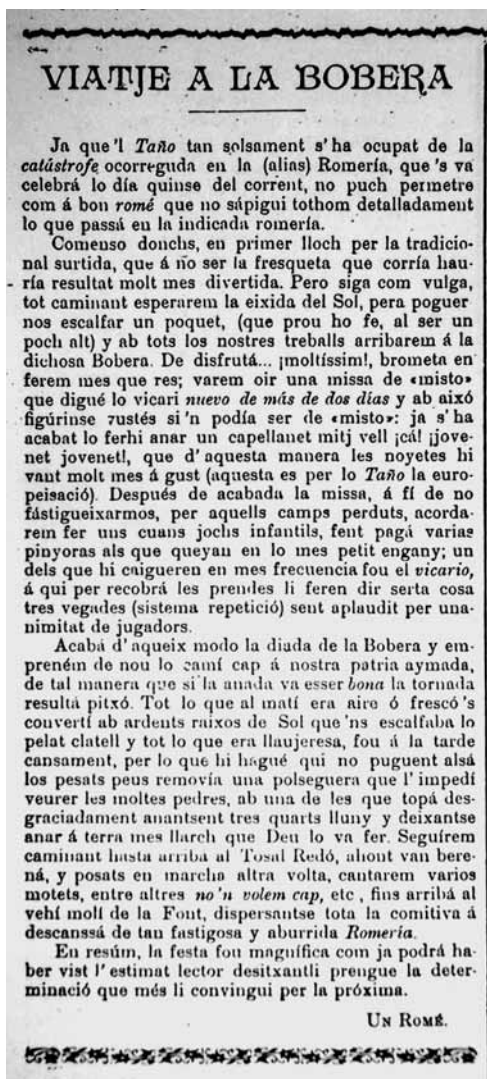 VIATJE A LA BOBERA
Ja que'l Taño tan solsament s'ha ocupat de la
catástrofe ocorreguda en la (alias) Romería, que 's va
celebrá lo día quinse del corrent, no puch permetre
com á bon romé que no sápigui tothom detalladament
lo que passá en la indicada romería.
Comenso donchs, en primer lloch per la tradicio-
nal surtida, que á no ser la fresqueta que corría hau-
ría resultat molt mes divertida. Pero siga com vulga,
tot caminant esperarem la eixida del Sol, pera poguer
nos escalfar un poquet, (que prou ho fe, al ser un
poch alt) y ab tots los nostres treballs arribarem á la
dichosa Bobera. De disfrutá... ¡moltíssim!, brometa en
ferem mes que res; varem oir una missa de «misto»
que digué lo vicari nuevo de más de dos días y ab aixó
figúrinse vustés si 'n podía ser de «misto»: ja s'ha
acabat lo ferhi anar un capellanet mitj vell ¡cá! ¡jove-
net jovenet!, que d'aquesta manera les noyetes hi
vant molt mes á gust (aquesta es per lo Taño la euro-
peisació). Después de acabada la missa, á fí de no
fástigueixarmos, per aquells camps perduts, acorda-
rem fer uns cuans jochs infantils, fent pagá varias
pinyoras als que queyan en lo mes petit engany; un
dels que hi caigueren en mes frecuencia fou el vicario,
á qui per recobrá les prendes li feren dir serta cosa
tres vegades (sistema repetició) sent aplaudit per una-
nimitat de jugadors.
Acabá d'aqueix modo la diada de la Bobera y em-
preném de nou lo camí cap á nostra patria aymada,
de tal manera que si la anada va esser bona la tornada
resultá pitxó. Tot lo que al matí era aire ó frescó 's
convertí ab ardents raixos de Sol que 'ns escalfaba lo
pelat clatell y tot lo que era llaujeresa, fou á la tarde
cansament, per lo que hi hagué qui no puguent alsá
los pesats peus removía una polseguera que l'impedí
veurer les moltes pedres, ab una de les que topá des-
graciadament anantsent tres quarts lluny y deixantse
anar á terra mes llarch que Deu lo va fer. Seguírem
caminant hasta arribá al Tosal Redó, ahont van bere-
ná, y posats en marcha altra volta, cantarem varios
motets, entre altres no 'n volem cap, etc , fins arribá al
vehí molí de la Font, dispersantse tota la comitiva á
descanssá de tan fastigosa y aburrida Romería.
En resúm, la festa fou magnífica com ja podrá ha-
ber vist l'estimat lector desitxantli prengue la deter-
minació que més li convingui per la próxima.
UN ROMÉ.